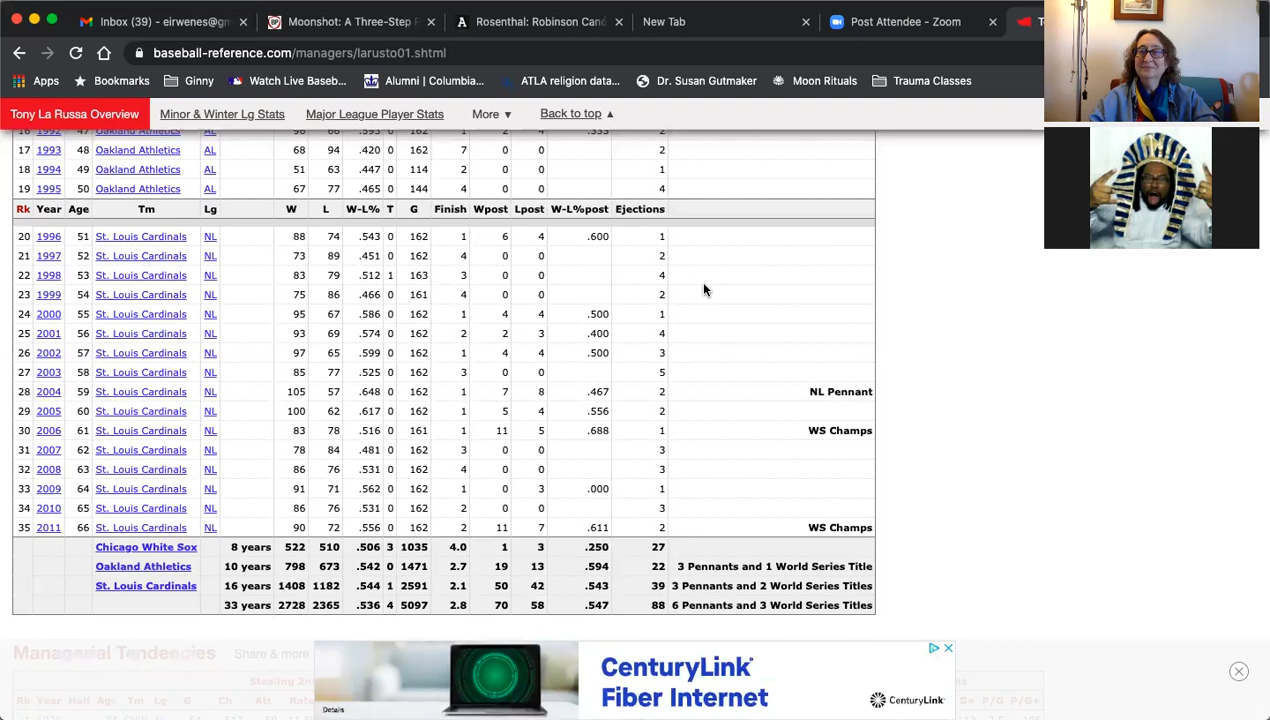 Inbox (39) - eirwenes@gm
Moonshot: A Three-Step R
Rosenthal: Robinson Canó
New Tab
Post Attendee - Zoom
baseball-reference.com/managers/larusto01.shtml
Apps Bookmarks Ginny Watch Live Baseb... Alumni | Columbia... ATLA religion data... Dr. Susan Gutmaker Moon Rituals Trauma Classes
Tony La Russa Overview Minor & Winter Lg Stats Major League Player Stats More ▼ Back to top ▲
16 1992 47 Oakland Athletics AL 96 66 .593 0 162 1 2 4 .333 2
17 1993 48 Oakland Athletics AL 68 94 .420 0 162 7 0 0 2
18 1994 49 Oakland Athletics AL 51 63 .447 0 114 2 0 0 1
19 1995 50 Oakland Athletics AL 67 77 .465 0 144 4 0 0 4
Rk Year Age Tm Lg W L W-L% T G Finish Wpost Lpost W-L%post Ejections
20 1996 51 St. Louis Cardinals NL 88 74 .543 0 162 1 6 4 .600 1
21 1997 52 St. Louis Cardinals NL 73 89 .451 0 162 4 0 0 2
22 1998 53 St. Louis Cardinals NL 83 79 .512 1 163 3 0 0 4
23 1999 54 St. Louis Cardinals NL 75 86 .466 0 161 4 0 0 2
24 2000 55 St. Louis Cardinals NL 95 67 .586 0 162 1 4 4 .500 1
25 2001 56 St. Louis Cardinals NL 93 69 .574 0 162 2 2 3 .400 4
26 2002 57 St. Louis Cardinals NL 97 65 .599 0 162 1 4 4 .500 3
27 2003 58 St. Louis Cardinals NL 85 77 .525 0 162 3 0 0 5
28 2004 59 St. Louis Cardinals NL 105 57 .648 0 162 1 7 8 .467 2 NL Pennant
29 2005 60 St. Louis Cardinals NL 100 62 .617 0 162 1 5 4 .556 2
30 2006 61 St. Louis Cardinals NL 83 78 .516 0 161 1 11 5 .688 1 WS Champs
31 2007 62 St. Louis Cardinals NL 78 84 .481 0 162 3 0 0 3
32 2008 63 St. Louis Cardinals NL 86 76 .531 0 162 4 0 0 3
33 2009 64 St. Louis Cardinals NL 91 71 .562 0 162 1 0 3 .000 1
34 2010 65 St. Louis Cardinals NL 86 76 .531 0 162 2 0 0 3
35 2011 66 St. Louis Cardinals NL 90 72 .556 0 162 2 11 7 .611 2 WS Champs
Chicago White Sox 8 years 522 510 .506 3 1035 4.0 1 3 .250 27
Oakland Athletics 10 years 798 673 .542 0 1471 2.7 19 13 .594 22 3 Pennants and 1 World Series Title
St. Louis Cardinals 16 years 1408 1182 .544 1 2591 2.1 50 42 .543 39 3 Pennants and 2 World Series Titles
33 years 2728 2365 .536 4 5097 2.8 70 58 .547 88 6 Pennants and 3 World Series Titles
Managerial Tendencies Share & more
CenturyLink
Fiber Internet
CenturyLink
Details